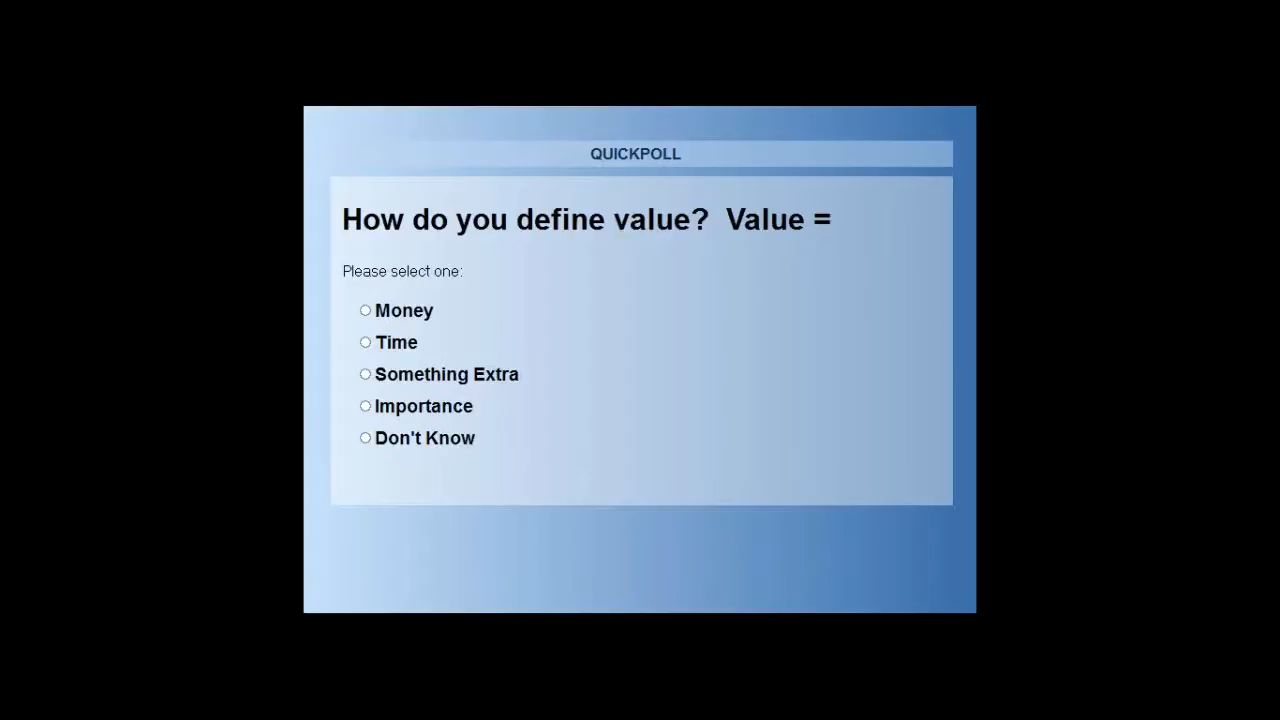 QUICKPOLL
How do you define value?  Value =
Please select one:
Money
Time
Something Extra
Importance
Don't Know